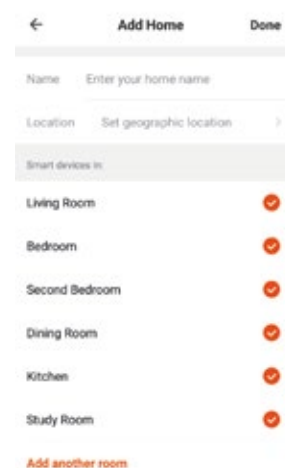 Add Home Done
Name Enter your home name
Location Set geographic location
Smart devices in:
Living Room
Bedroom
Second Bedroom
Dining Room
Kitchen
Study Room
Add another room